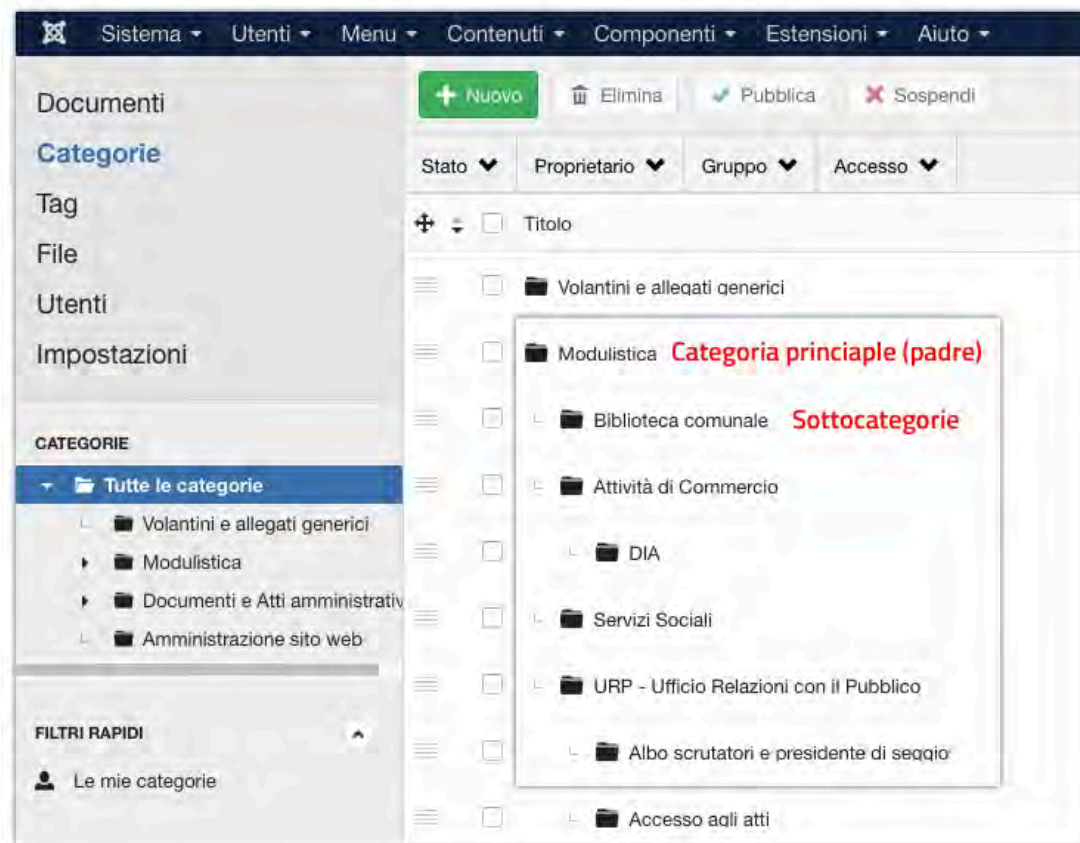 Sistema Utenti Menu Contenuti Componenti Estensioni Aiuto
Documenti
Categorie
Tag
File
Utenti
Impostazioni
CATEGORIE
Tutte le categorie
Volantini e allegati generici
Modulistica
Documenti e Atti amministrativ
Amministrazione sito web
FILTRI RAPIDI
Le mie categorie
Nuovo Elimina Pubblica Sospendi
Stato Proprietario Gruppo Accesso
Titolo
Volantini e allegati generici
Modulistica Categoria princiaple (padre)
Biblioteca comunale Sottocategorie
Attività di Commercio
DIA
Servizi Sociali
URP - Ufficio Relazioni con il Pubblico
Albo scrutatori e presidente di seggio
Accesso agli atti